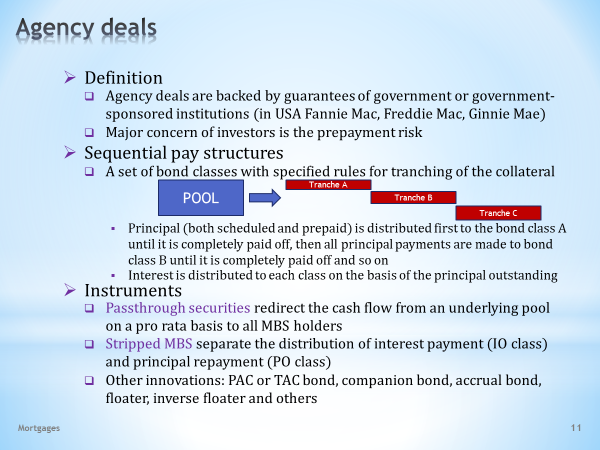 Agency deals
Definition
Agency deals are backed by guarantees of government or government-
sponsored institutions (in USA Fannie Mac, Freddie Mac, Ginnie Mae)
Major concern of investors is the prepayment risk
Sequential pay structures
A set of bond classes with specified rules for tranching of the collateral
POOL
Tranche A
Tranche B
Tranche C
Principal (both scheduled and prepaid) is distributed first to the bond class A
until it is completely paid off, then all principal payments are made to bond
class B until it is completely paid off and so on
Interest is distributed to each class on the basis of the principal outstanding
Instruments
Passthrough securities redirect the cash flow from an underlying pool
on a pro rata basis to all MBS holders
Stripped MBS separate the distribution of interest payment (IO class)
and principal repayment (PO class)
Other innovations: PAC or TAC bond, companion bond, accrual bond,
floater, inverse floater and others
Mortgages
11